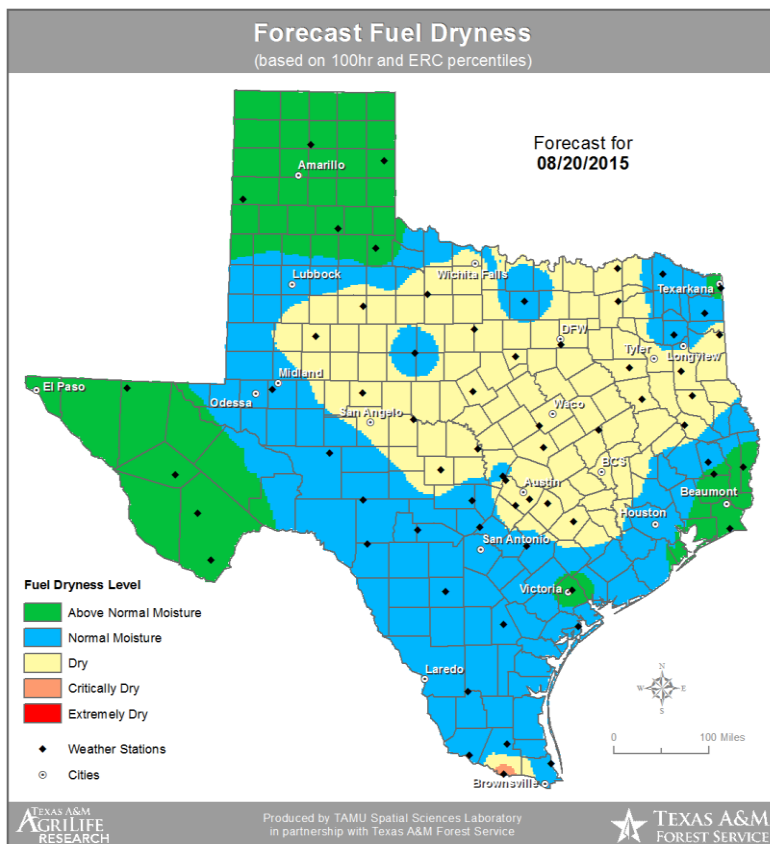 Forecast Fuel Dryness
(based on 100hr and ERC percentiles)
Forecast for
08/20/2015
Amarillo
Lubbock
Wichita Falls
Texarkana
DFW
Tyler
Longview
Midland
El Paso
Odessa
San Angelo
Waco
BCS
Austin
Beaumont
Houston
San Antonio
Victoria
Laredo
Brownsville
Fuel Dryness Level
Above Normal Moisture
Normal Moisture
Dry
Critically Dry
Extremely Dry
Weather Stations
Cities
N
W E
S
0 100 Miles
TEXAS A&M
AGRILIFE
RESEARCH
Produced by TAMU Spatial Sciences Laboratory
in partnership with Texas A&M Forest Service
TEXAS A&M
FOREST SERVICE